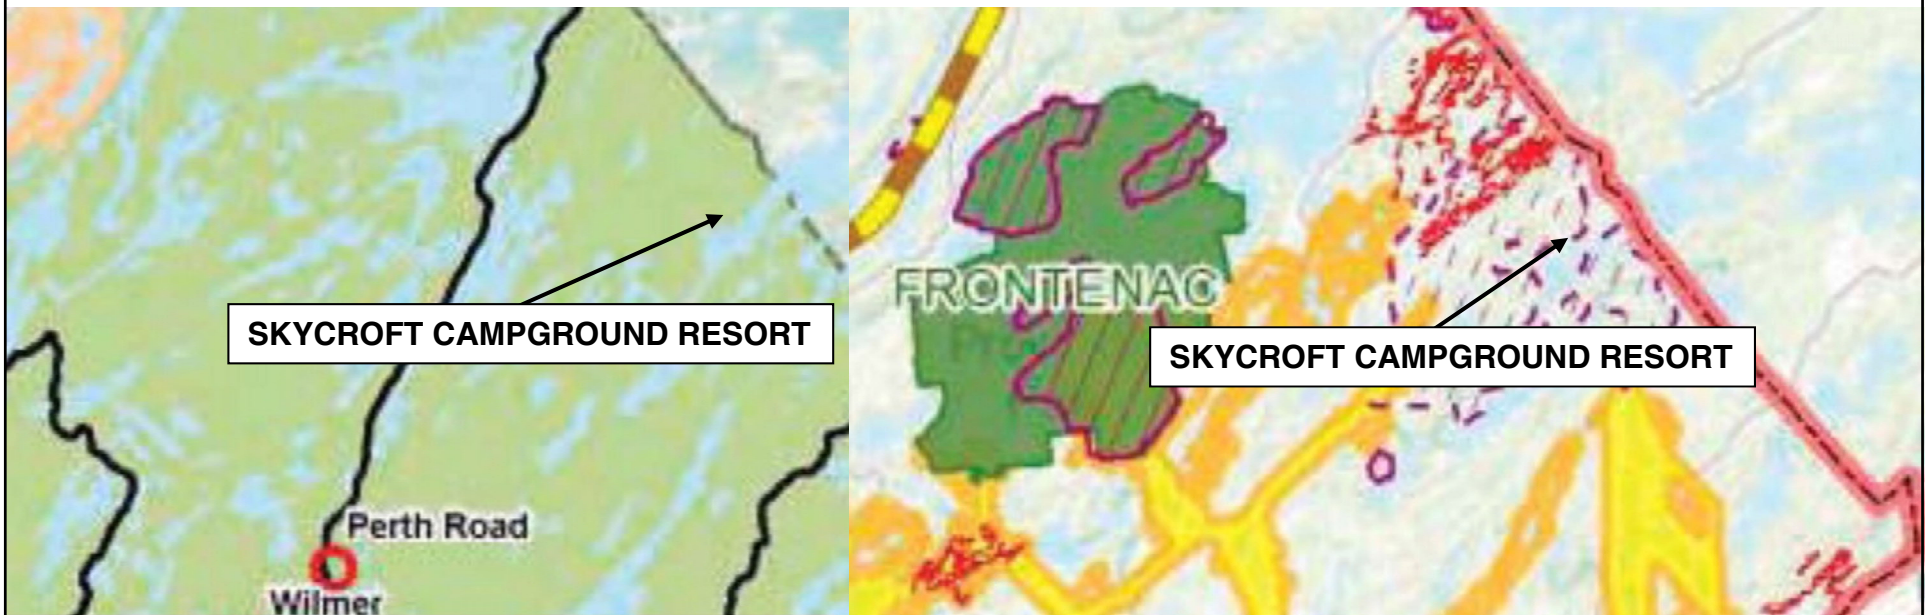 SKYCROFT CAMPGROUND RESORT
Perth Road
Wilmer
FRONTENAC
SKYCROFT CAMPGROUND RESORT